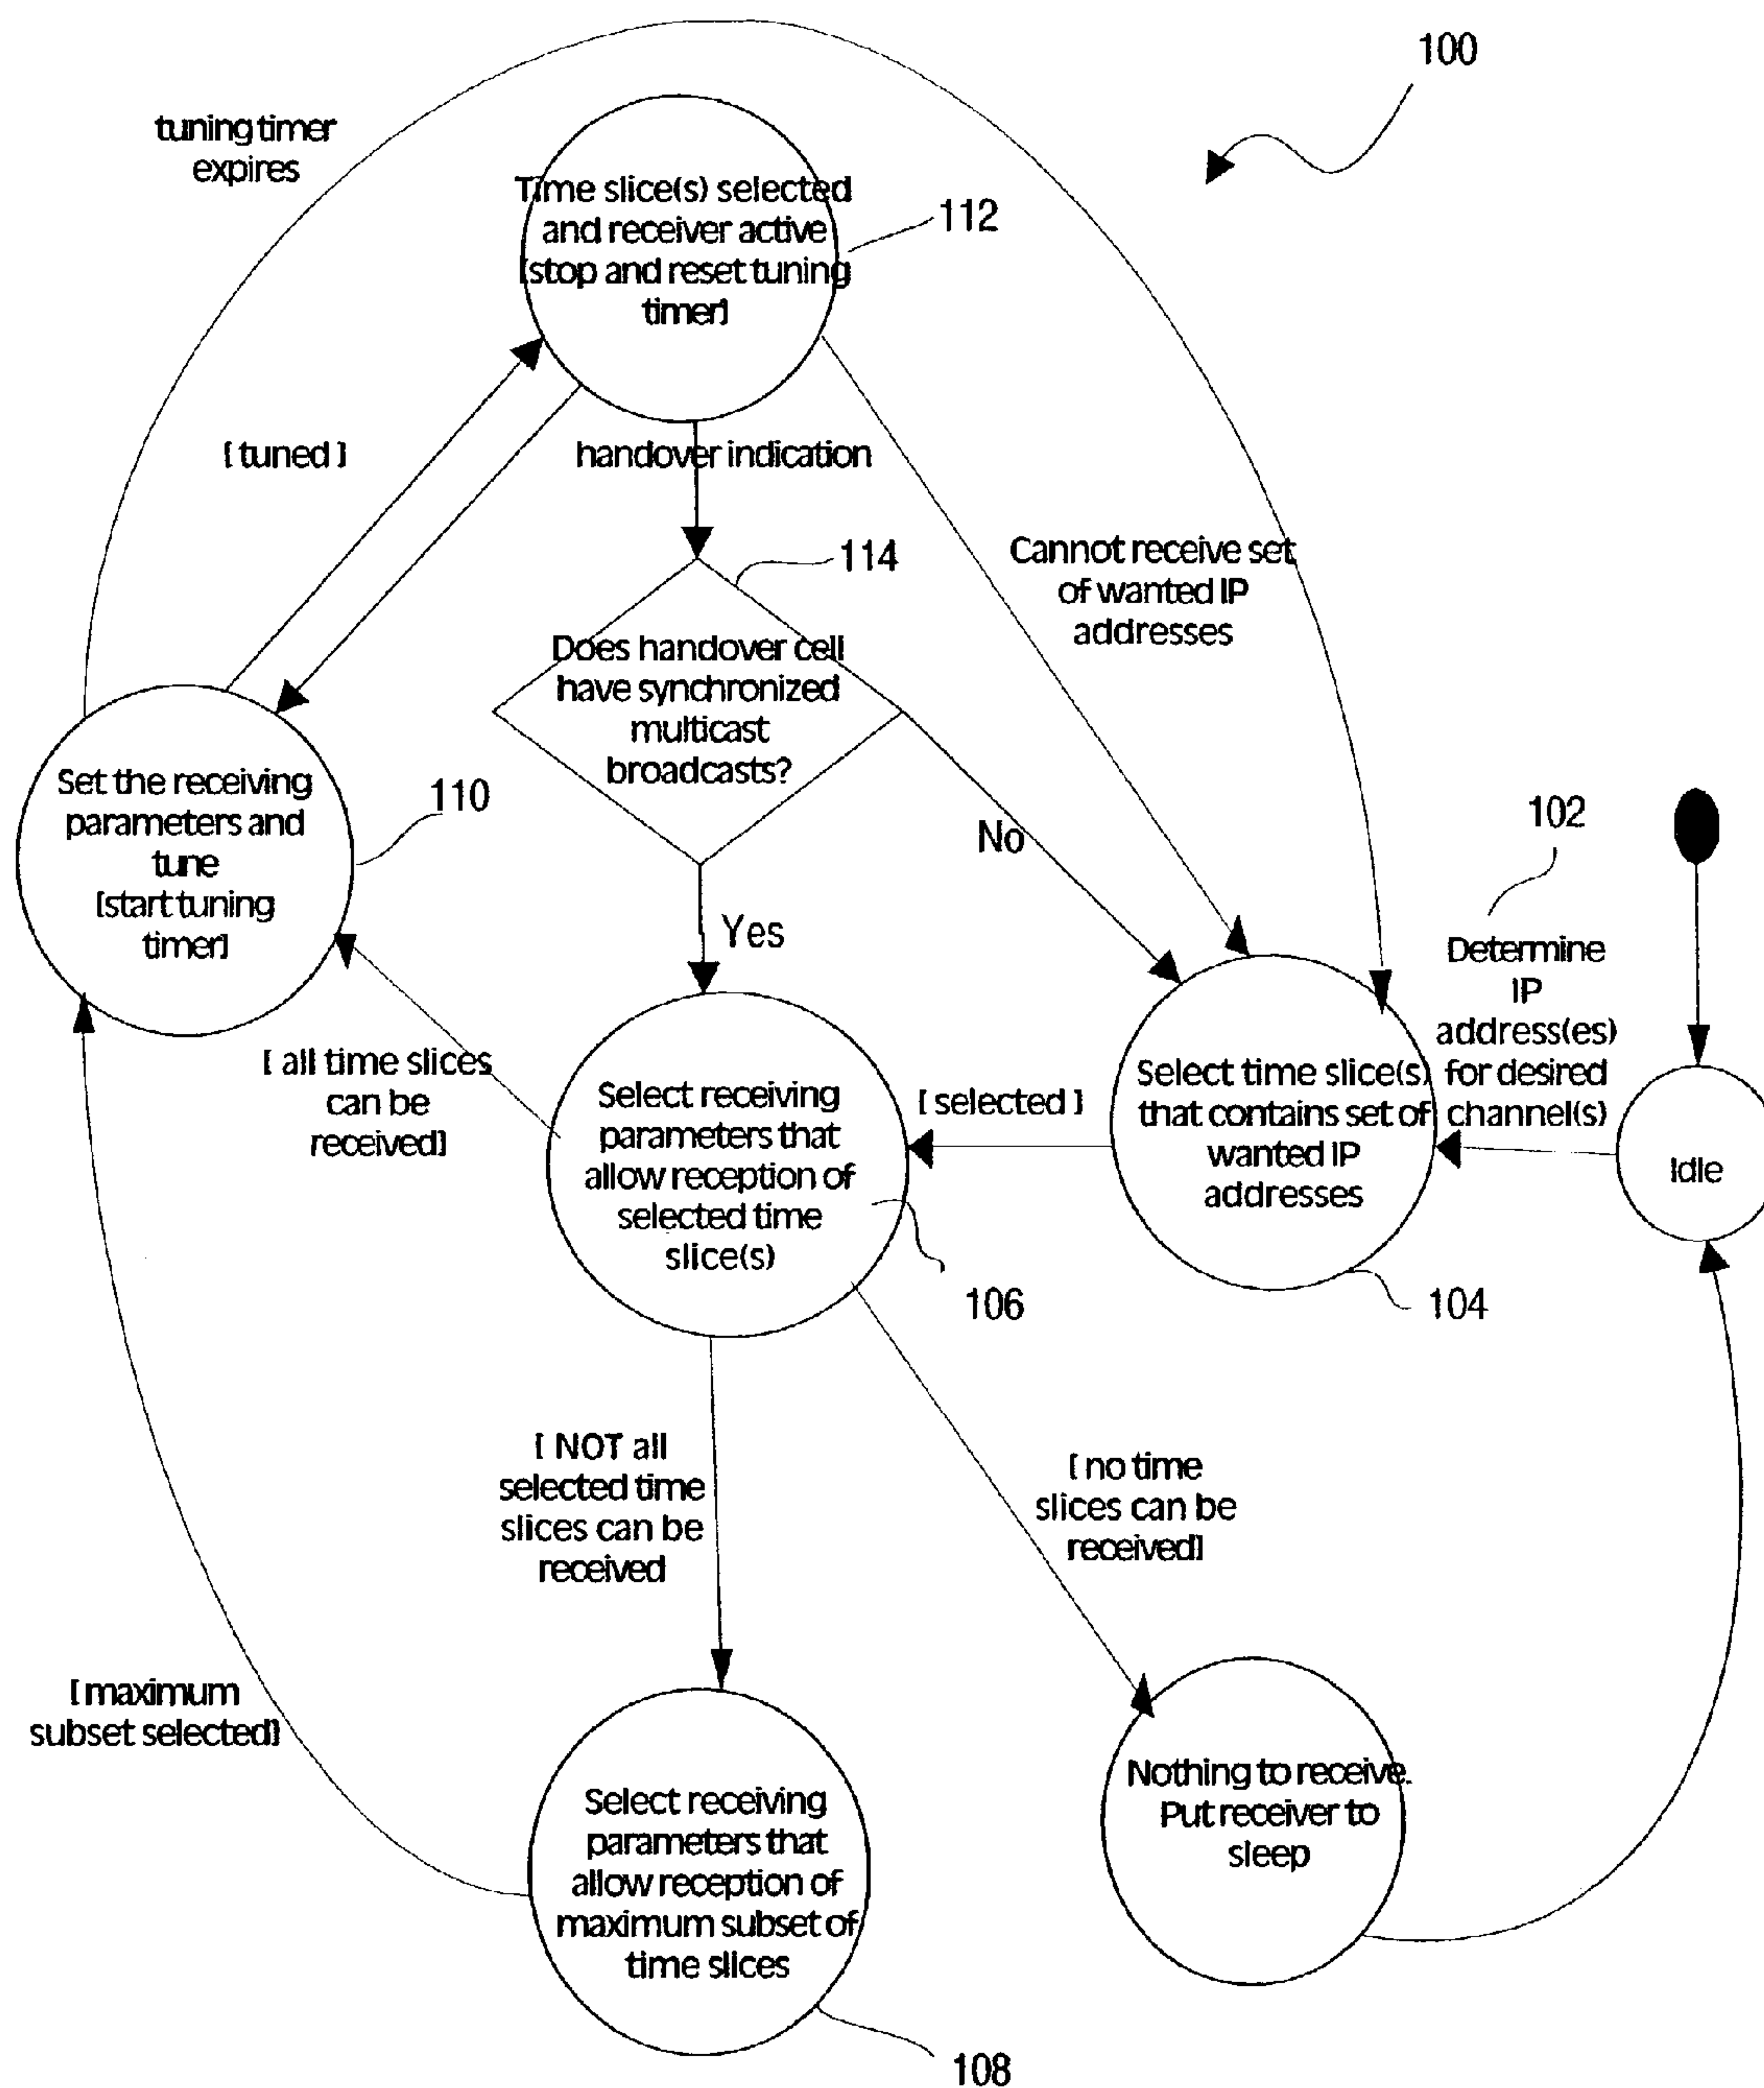 100
tuning timer
expires
Time slice(s) selected
and receiver active
[stop and reset tuning
timer]
112
[ tuned ]
handover indication
114
Cannot receive set
of wanted IP
addresses
Does handover cell
have synchronized
multicast
broadcasts?
Set the receiving
parameters and
tune
[start tuning
timer]
110
No
102
Yes
Determine
IP
address(es)
for desired
channel(s)
[ all time slices
can be
received]
Select receiving
parameters that
allow reception of
selected time
slice(s)
[ selected ]
Select time slice(s)
that contains set of
wanted IP
addresses
Idle
106
104
[ NOT all
selected time
slices can be
received
[ no time
slices can be
received]
[ maximum
subset selected]
Select receiving
parameters that
allow reception of
maximum subset of
time slices
Nothing to receive.
Put receiver to
sleep
108